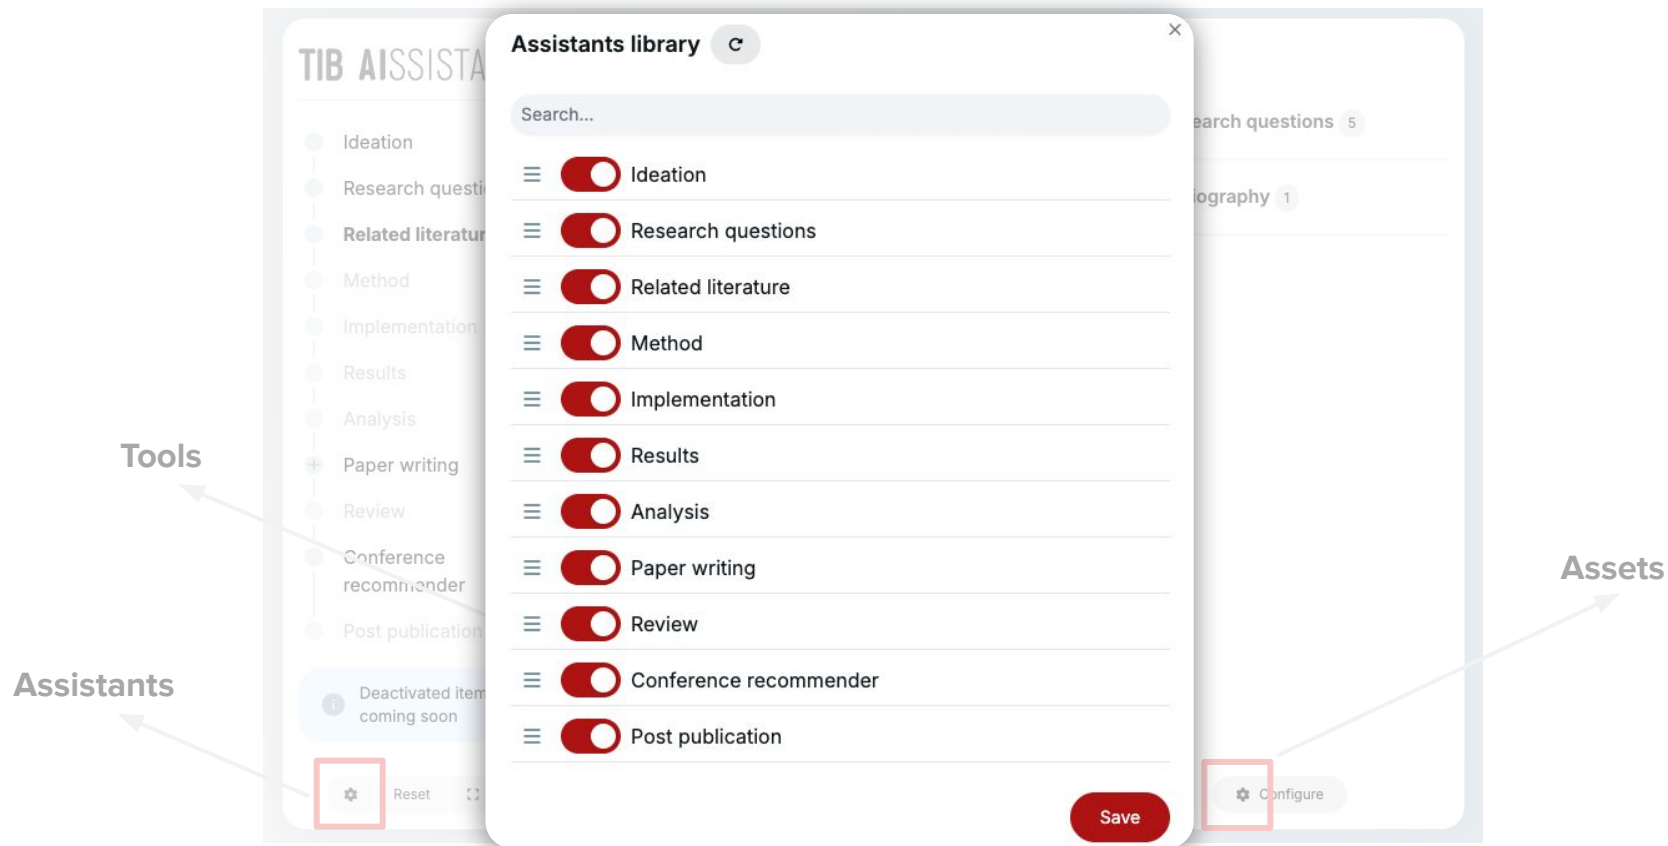 TIB AISSISTA
Ideation
Research questi
Related literatur
Method
Implementation
Results
Analysis
Paper writing
Review
Conference
recommender
Post publication
Deactivated item
coming soon
Reset
Tools
Assistants
Assistants library
Search...
Ideation
Research questions
Related literature
Method
Implementation
Results
Analysis
Paper writing
Review
Conference recommender
Post publication
Save
earch questions 5
iography 1
Configure
Assets